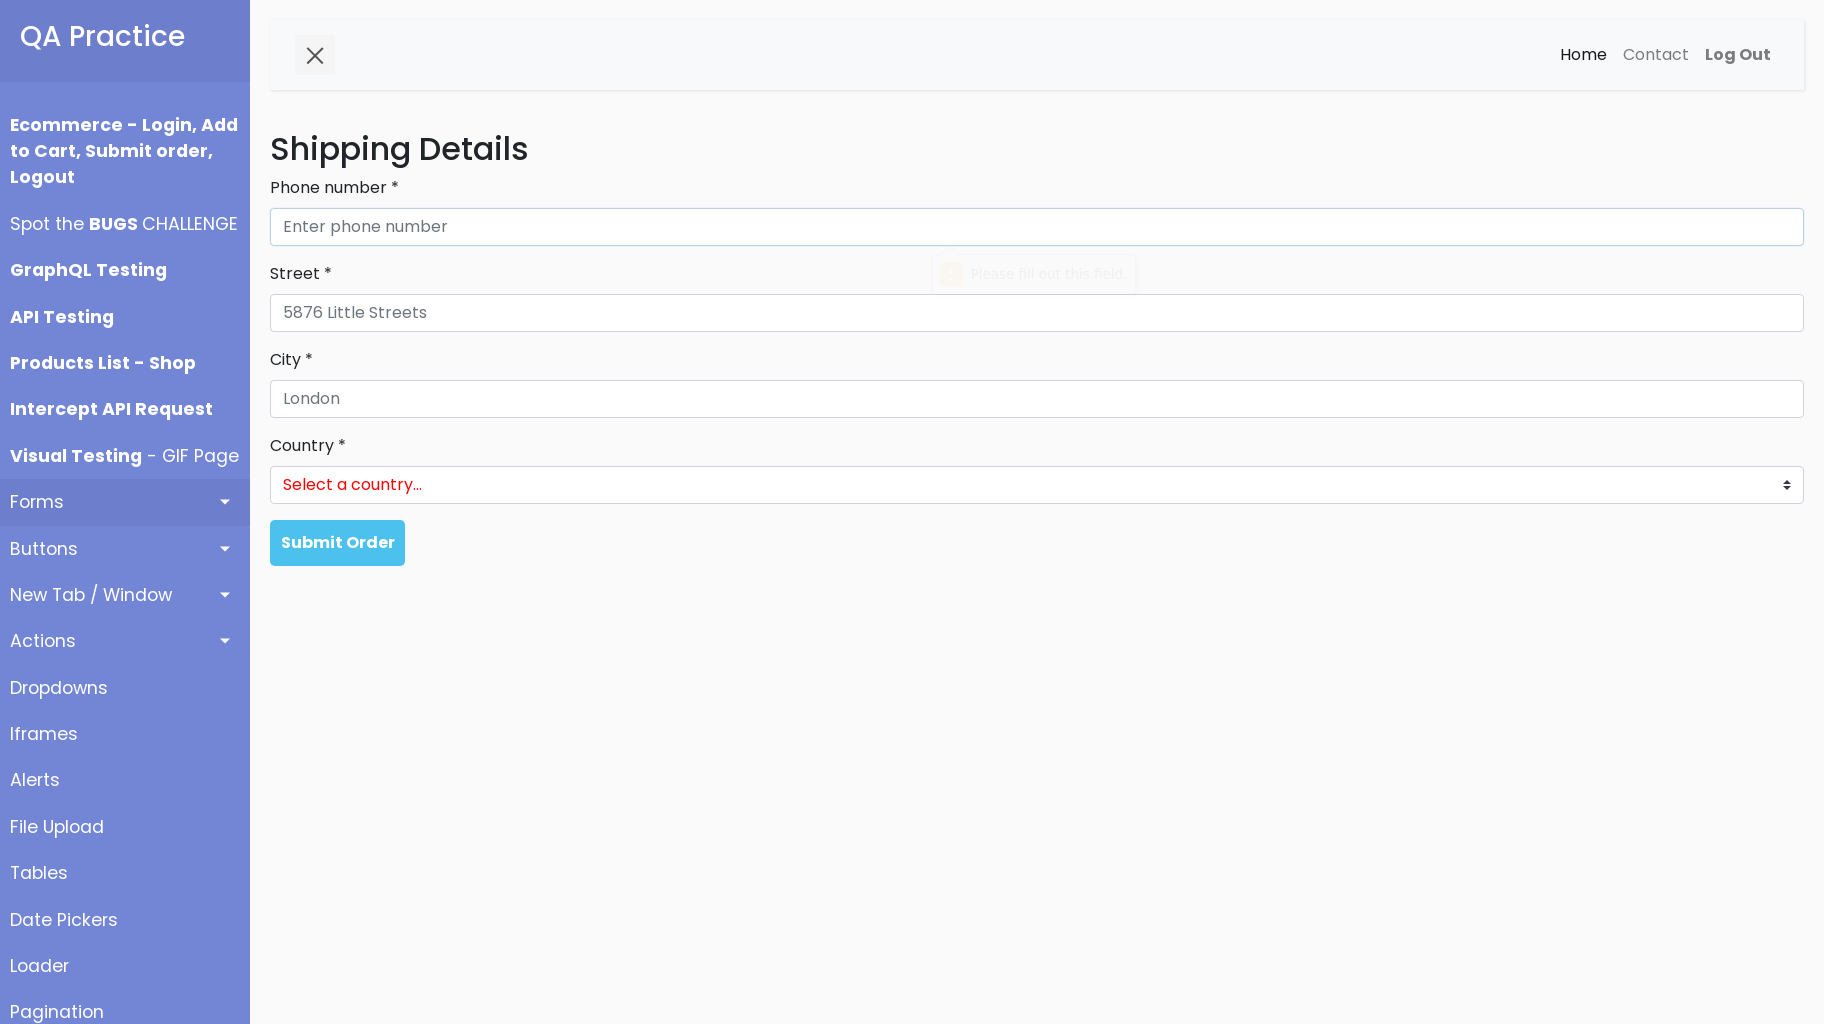 QA Practice
Ecommerce - Login, Add
to Cart, Submit order,
Logout
Spot the BUGS CHALLENGE
GraphQL Testing
API Testing
Products List - Shop
Intercept API Request
Visual Testing - GIF Page
Forms
Buttons
New Tab / Window
Actions
Dropdowns
Iframes
Alerts
File Upload
Tables
Date Pickers
Loader
Pagination
Home Contact Log Out
Shipping Details
Phone number *
Enter phone number
Please fill out this field.
Street *
5876 Little Streets
City *
London
Country *
Select a country...
Submit Order